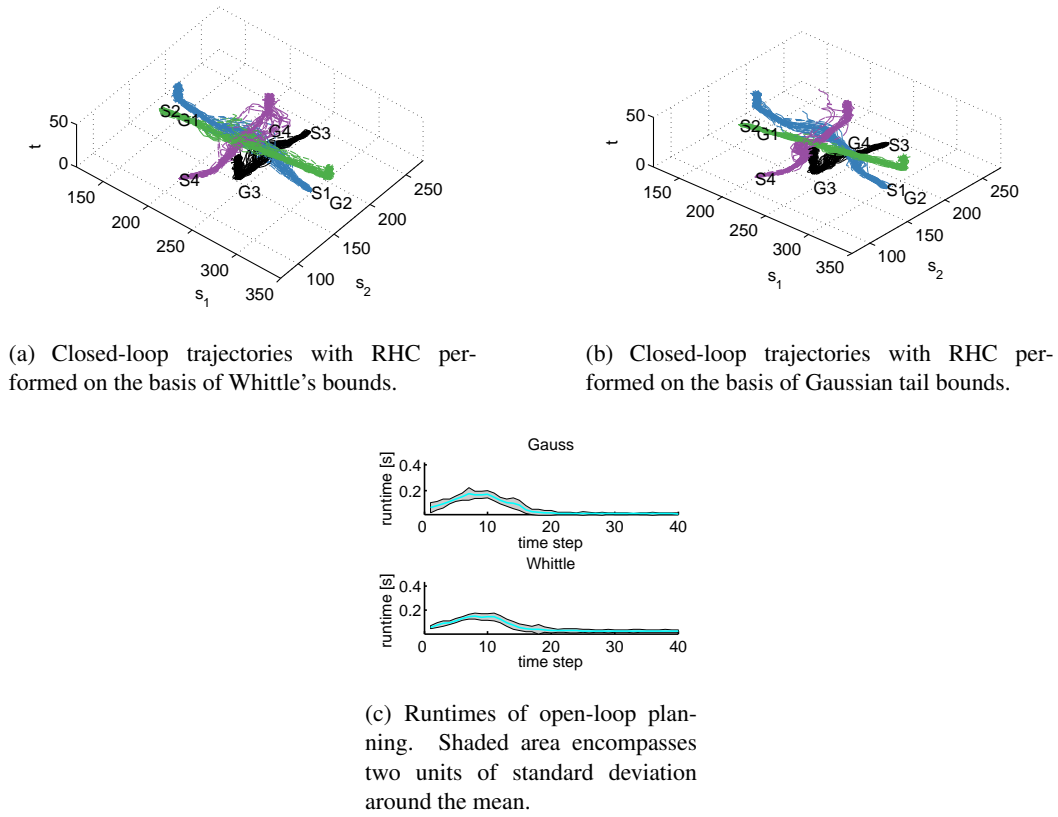 50
0
t
150
200
250
300
350
s1
100
150
200
250
s2
S2
G1
G4
S3
S4
G3
S1
G2
50
0
t
150
200
250
300
350
s1
100
150
200
250
s2
S2
G1
G4
S3
S4
G3
S1
G2
(a) Closed-loop trajectories with RHC per-
formed on the basis of Whittle's bounds.
(b) Closed-loop trajectories with RHC per-
formed on the basis of Gaussian tail bounds.
Gauss
runtime [s]
0.4
0.2
0 10 20 30 40
time step
Whittle
runtime [s]
0.4
0.2
0 10 20 30 40
time step
(c) Runtimes of open-loop plan-
ning. Shaded area encompasses
two units of standard deviation
around the mean.